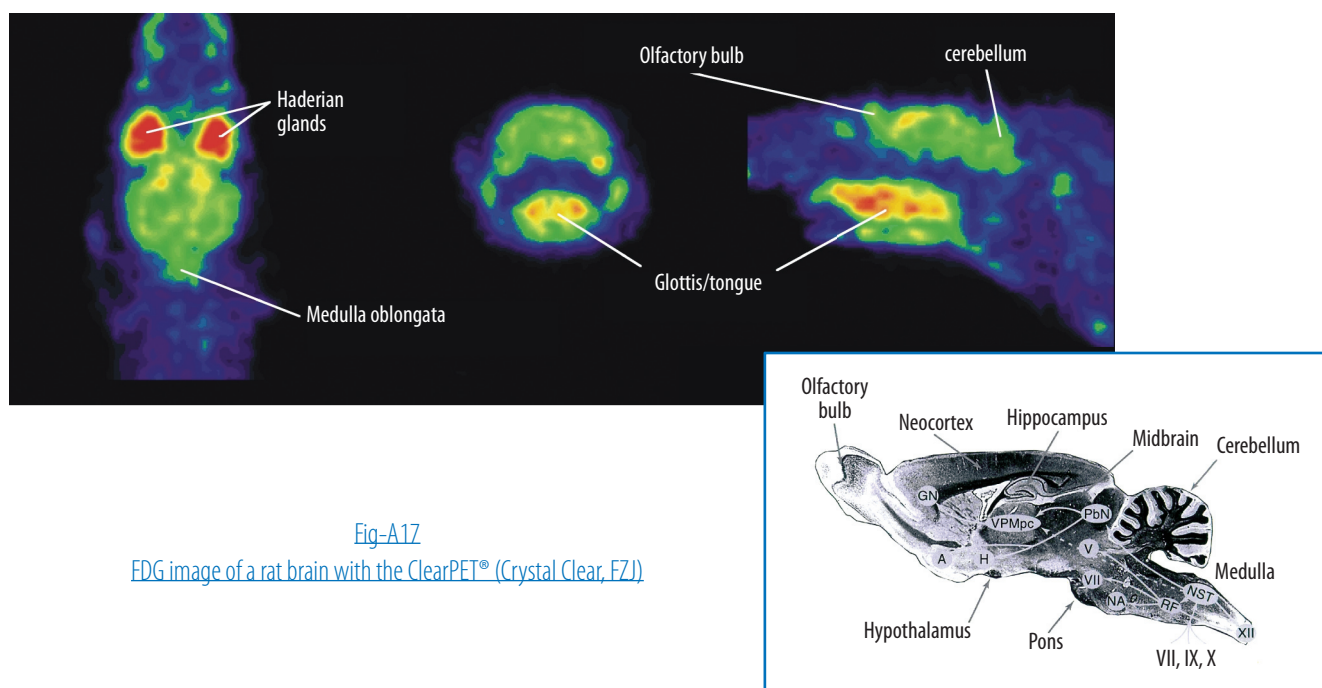 Haderian
glands
Medulla oblongata
Olfactory bulb
cerebellum
Glottis/tongue
Olfactory
bulb
Neocortex
Hippocampus
Midbrain
Cerebellum
GN
VPMpc
PbN
A
H
V
VII
NA
RF
NST
XII
Medulla
Hypothalamus
Pons
VII, IX, X
Fig-A17
FDG image of a rat brain with the ClearPET® (Crystal Clear, FZJ)